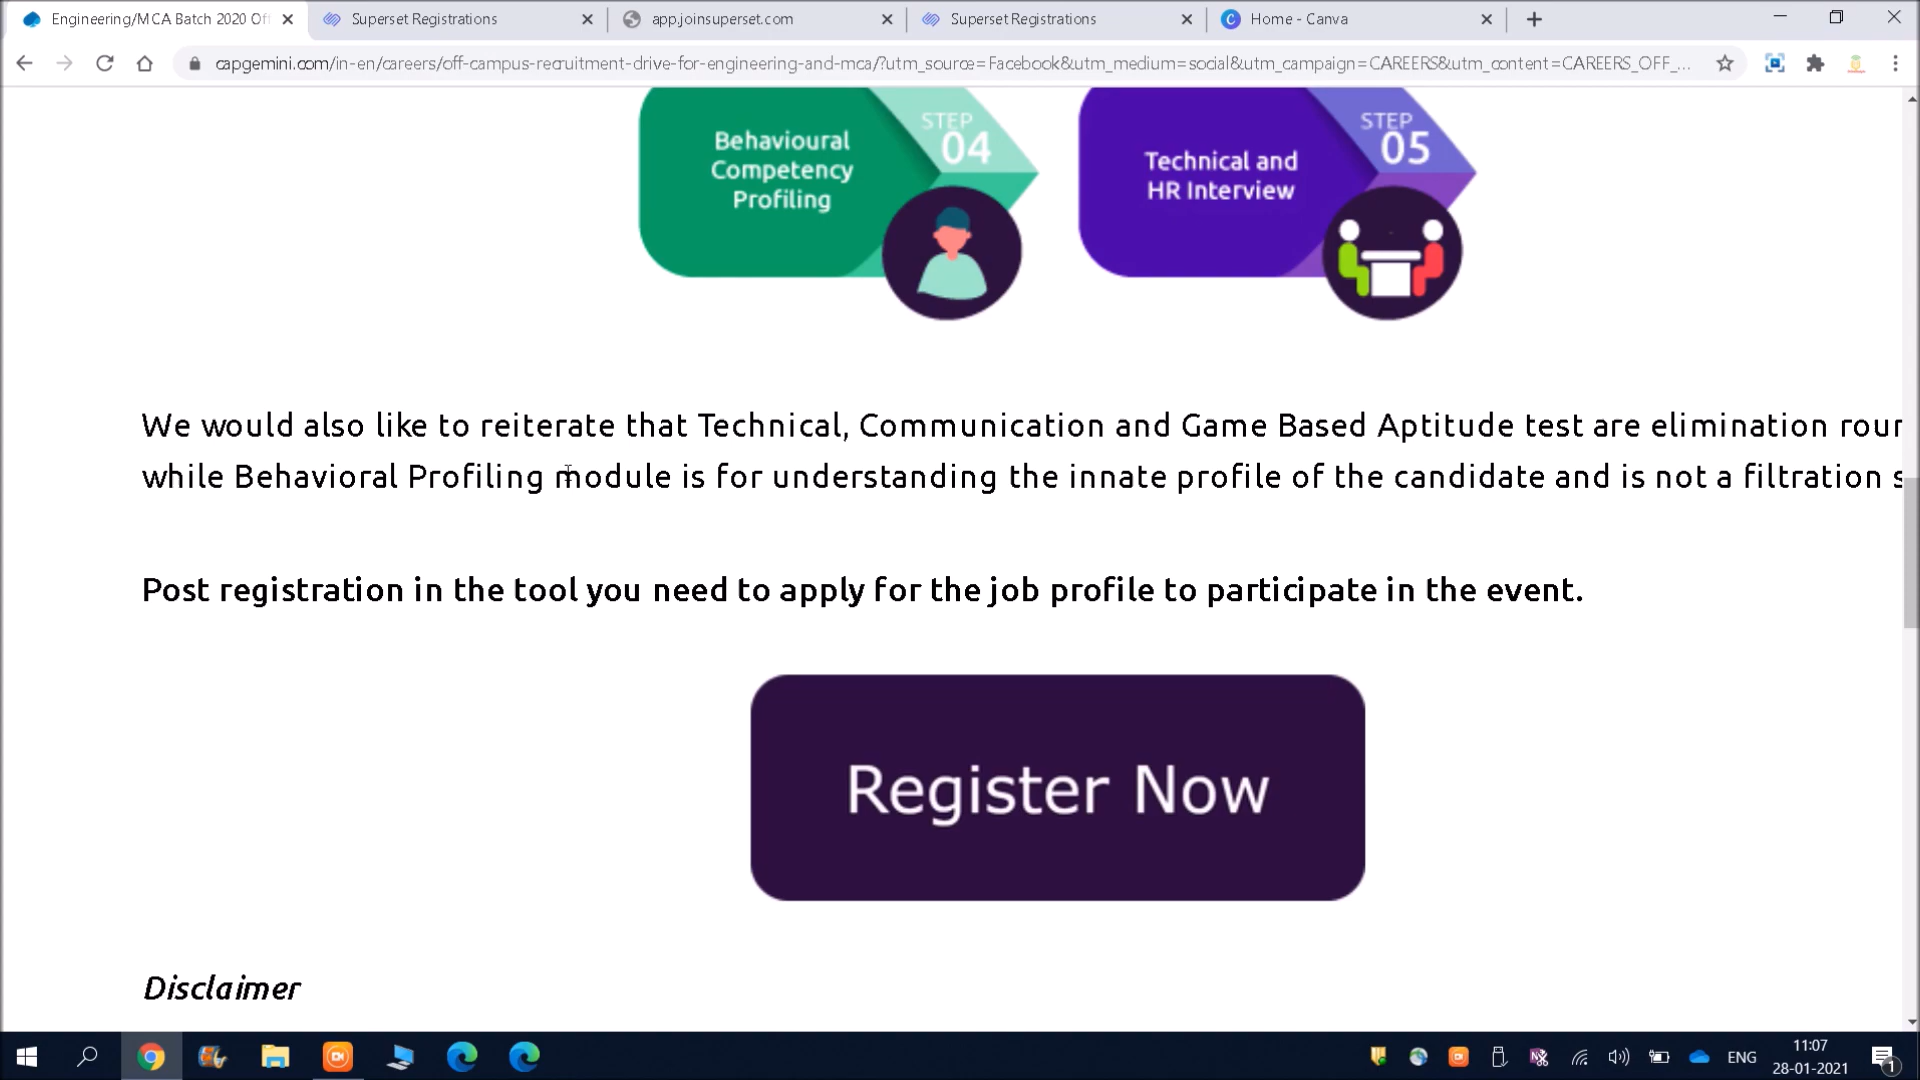 Engineering/MCA Batch 2020 Of
Superset Registrations
app.joinsuperset.com
Superset Registrations
Home - Canva
capgemini.com/in-en/careers/off-campus-recruitment-drive-for-engineering-and-mca/?utm_source=Facebook&utm_medium=social&utm_campaign=CAREERS&utm_content=CAREERS_OFF_...
Behavioural
Competency
Profiling
STEP
04
Technical and
HR Interview
STEP
05
We would also like to reiterate that Technical, Communication and Game Based Aptitude test are elimination
while Behavioral Profiling module is for understanding the innate profile of the candidate and is not a filtration
Post registration in the tool you need to apply for the job profile to participate in the event.
Register Now
Disclaimer
ENG
11:07
28-01-2021
1